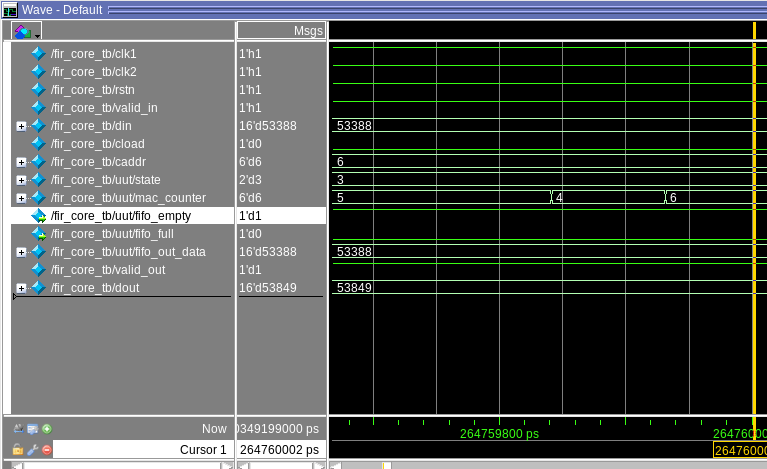 Wave - Default
Msgs
/fir_core_tb/clk1 1'h1
/fir_core_tb/clk2 1'h1
/fir_core_tb/rstn 1'h1
/fir_core_tb/valid_in 1'h1
/fir_core_tb/din 16'd53388 53388
/fir_core_tb/cload 1'd0
/fir_core_tb/caddr 6'd6 6
/fir_core_tb/uut/state 2'd3 3
/fir_core_tb/uut/mac_counter 6'd6 5 4 6
/fir_core_tb/uut/fifo_empty 1'd1
/fir_core_tb/uut/fifo_full 1'd0
/fir_core_tb/uut/fifo_out_data 16'd53388 53388
/fir_core_tb/valid_out 1'd1
/fir_core_tb/dout 16'd53849 53849
Now 0349199000 ps 264759800 ps 2647600
Cursor 1 264760002 ps 2647600